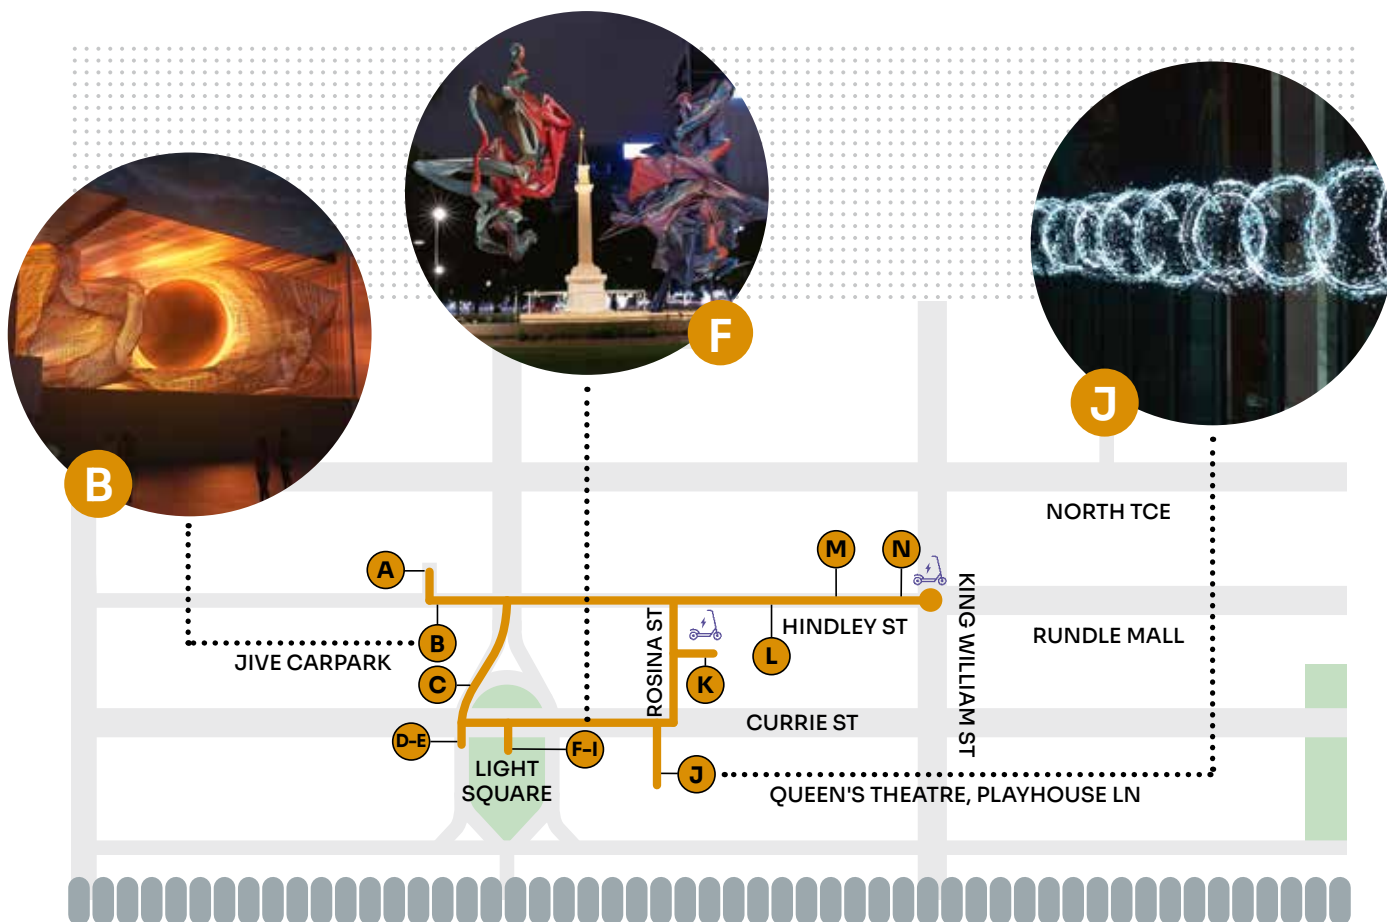 F
J
B
NORTH TCE
A
M
N
KING WILLIAM ST
ROSINA ST
HINDLEY ST
RUNDLE MALL
B
L
JIVE CARPARK
C
K
CURRIE ST
D-E
F-I
LIGHT
SQUARE
J
QUEEN'S THEATRE, PLAYHOUSE LN